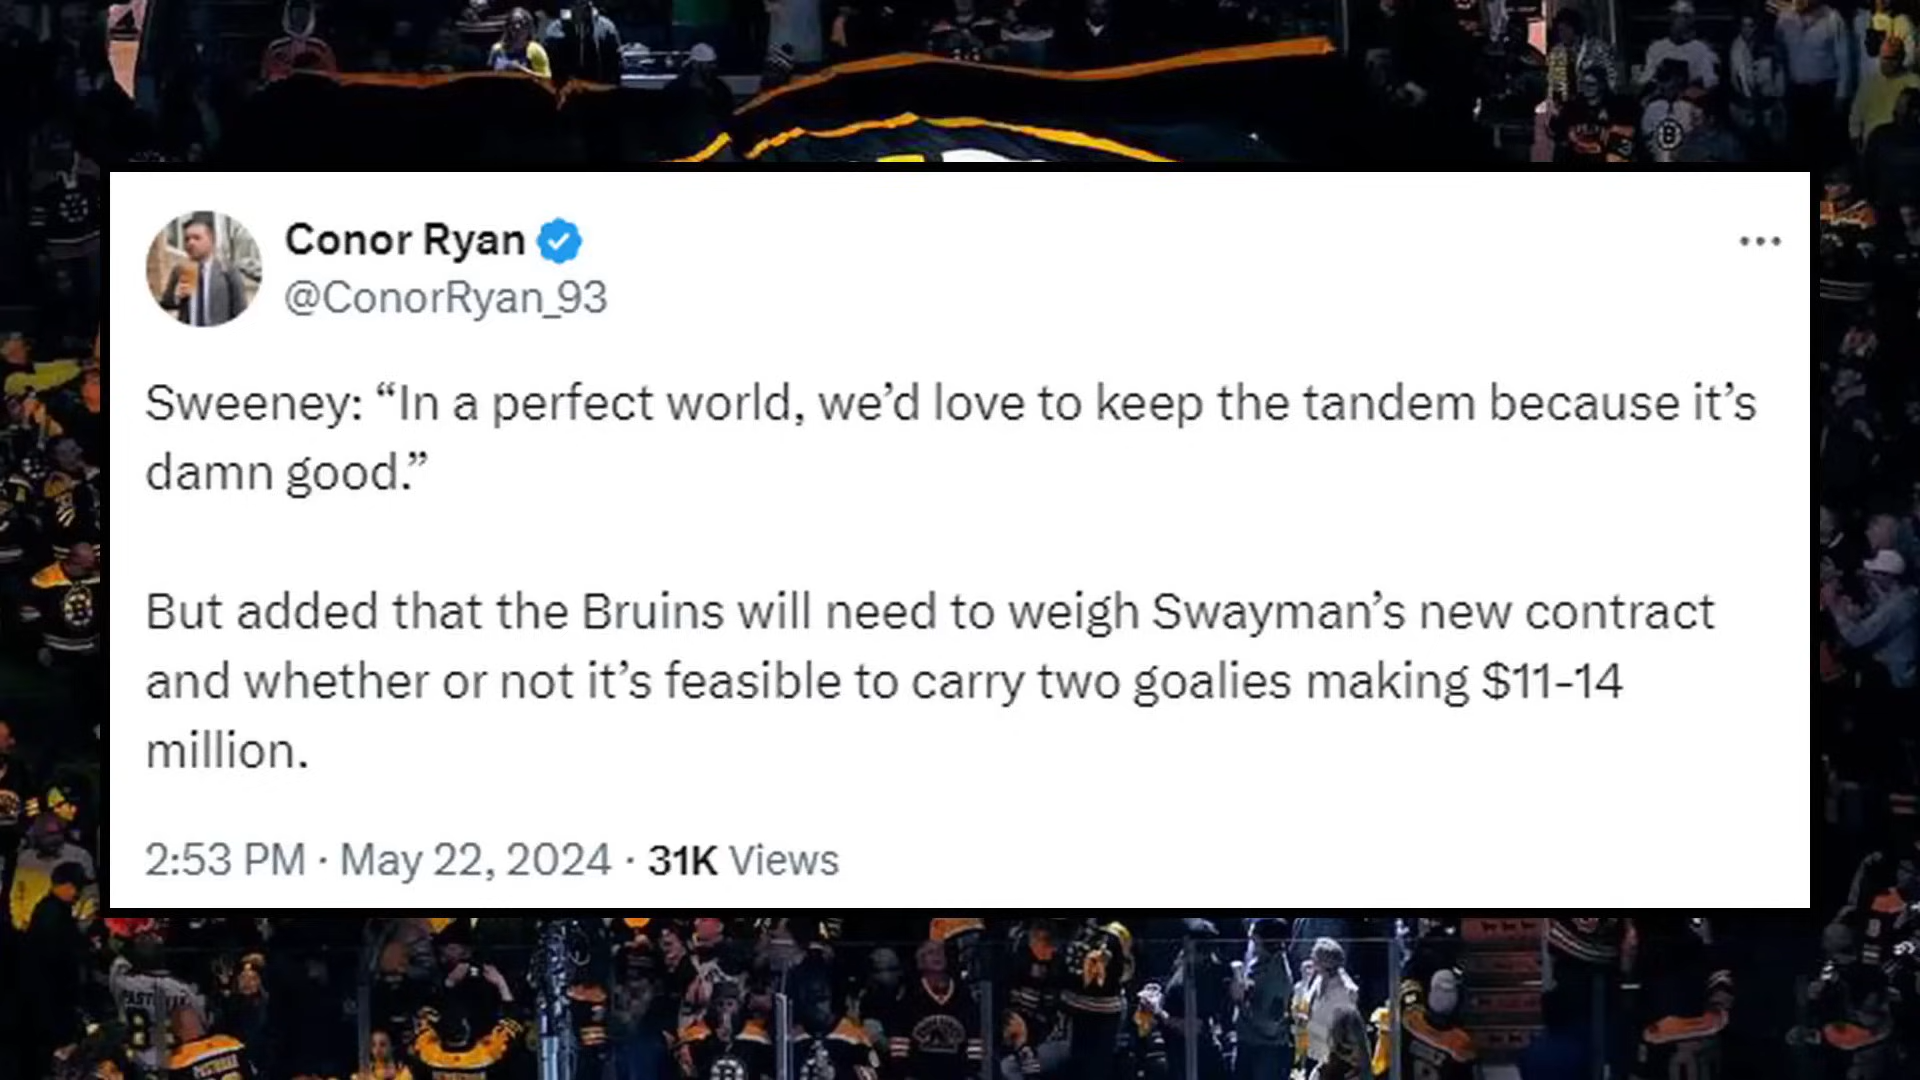 Conor Ryan
@ConorRyan_93
Sweeney: “In a perfect world, we’d love to keep the tandem because it’s
damn good.”
But added that the Bruins will need to weigh Swayman’s new contract
and whether or not it’s feasible to carry two goalies making $11-14
million.
2:53 PM · May 22, 2024 · 31K Views